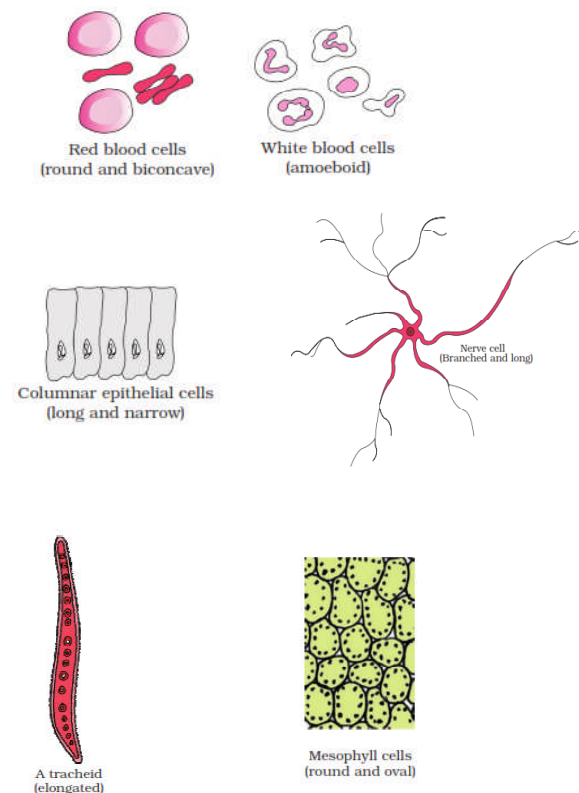 Red blood cells
(round and biconcave)
White blood cells
(amoeboid)
Columnar epithelial cells
(long and narrow)
Nerve cell
(Branched and long)
A tracheid
(elongated)
Mesophyll cells
(round and oval)